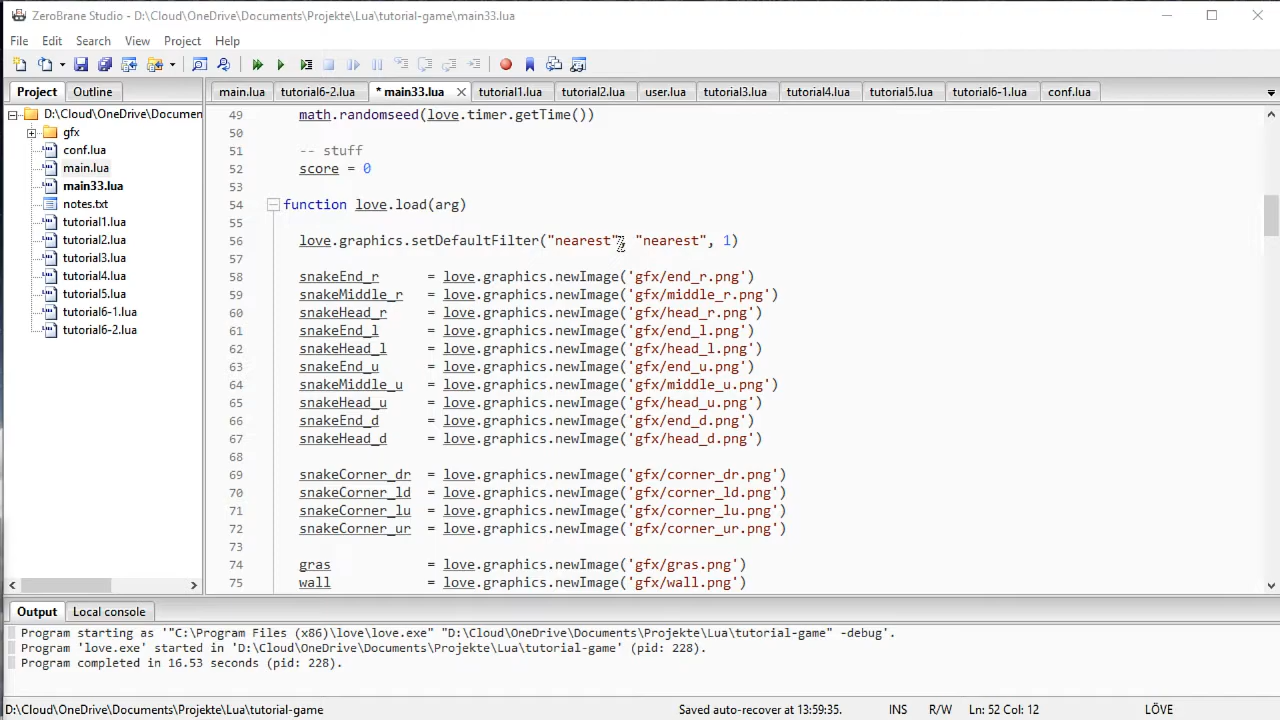 ZeroBrane Studio - D:\Cloud\OneDrive\Documents\Projekte\Lua\tutorial-game\main33.lua
File Edit Search View Project Help
Project Outline
main.lua tutorial6-2.lua * main33.lua tutorial1.lua tutorial2.lua user.lua tutorial3.lua tutorial4.lua tutorial5.lua tutorial6-1.lua conf.lua
D:\Cloud\OneDrive\Documen
gfx
conf.lua
main.lua
main33.lua
notes.txt
tutorial1.lua
tutorial2.lua
tutorial3.lua
tutorial4.lua
tutorial5.lua
tutorial6-1.lua
tutorial6-2.lua
49 math.randomseed(love.timer.getTime())
50
51 -- stuff
52 score = 0
53
54 function love.load(arg)
55
56 love.graphics.setDefaultFilter("nearest", "nearest", 1)
57
58 snakeEnd_r = love.graphics.newImage('gfx/end_r.png')
59 snakeMiddle_r = love.graphics.newImage('gfx/middle_r.png')
60 snakeHead_r = love.graphics.newImage('gfx/head_r.png')
61 snakeEnd_l = love.graphics.newImage('gfx/end_l.png')
62 snakeHead_l = love.graphics.newImage('gfx/head_l.png')
63 snakeEnd_u = love.graphics.newImage('gfx/end_u.png')
64 snakeMiddle_u = love.graphics.newImage('gfx/middle_u.png')
65 snakeHead_u = love.graphics.newImage('gfx/head_u.png')
66 snakeEnd_d = love.graphics.newImage('gfx/end_d.png')
67 snakeHead_d = love.graphics.newImage('gfx/head_d.png')
68
69 snakeCorner_dr = love.graphics.newImage('gfx/corner_dr.png')
70 snakeCorner_ld = love.graphics.newImage('gfx/corner_ld.png')
71 snakeCorner_lu = love.graphics.newImage('gfx/corner_lu.png')
72 snakeCorner_ur = love.graphics.newImage('gfx/corner_ur.png')
73
74 gras = love.graphics.newImage('gfx/gras.png')
75 wall = love.graphics.newImage('gfx/wall.png')
Output Local console
Program starting as '"C:\Program Files (x86)\love\love.exe" "D:\Cloud\OneDrive\Documents\Projekte\Lua\tutorial-game" -debug'.
Program 'love.exe' started in 'D:\Cloud\OneDrive\Documents\Projekte\Lua\tutorial-game' (pid: 228).
Program completed in 16.53 seconds (pid: 228).
D:\Cloud\OneDrive\Documents\Projekte\Lua\tutorial-game Saved auto-recover at 13:59:35. INS R/W Ln: 52 Col: 12 LÖVE